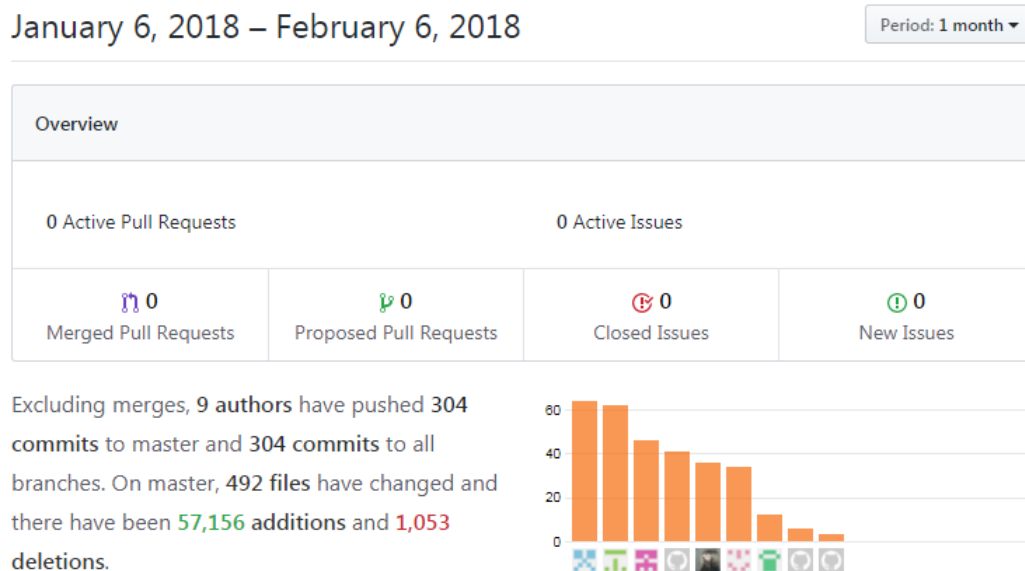 January 6, 2018 – February 6, 2018
Period: 1 month
Overview
0 Active Pull Requests
0 Active Issues
0
Merged Pull Requests
0
Proposed Pull Requests
0
Closed Issues
0
New Issues
Excluding merges, 9 authors have pushed 304
commits to master and 304 commits to all
branches. On master, 492 files have changed and
there have been 57,156 additions and 1,053
deletions.
60
40
20
0